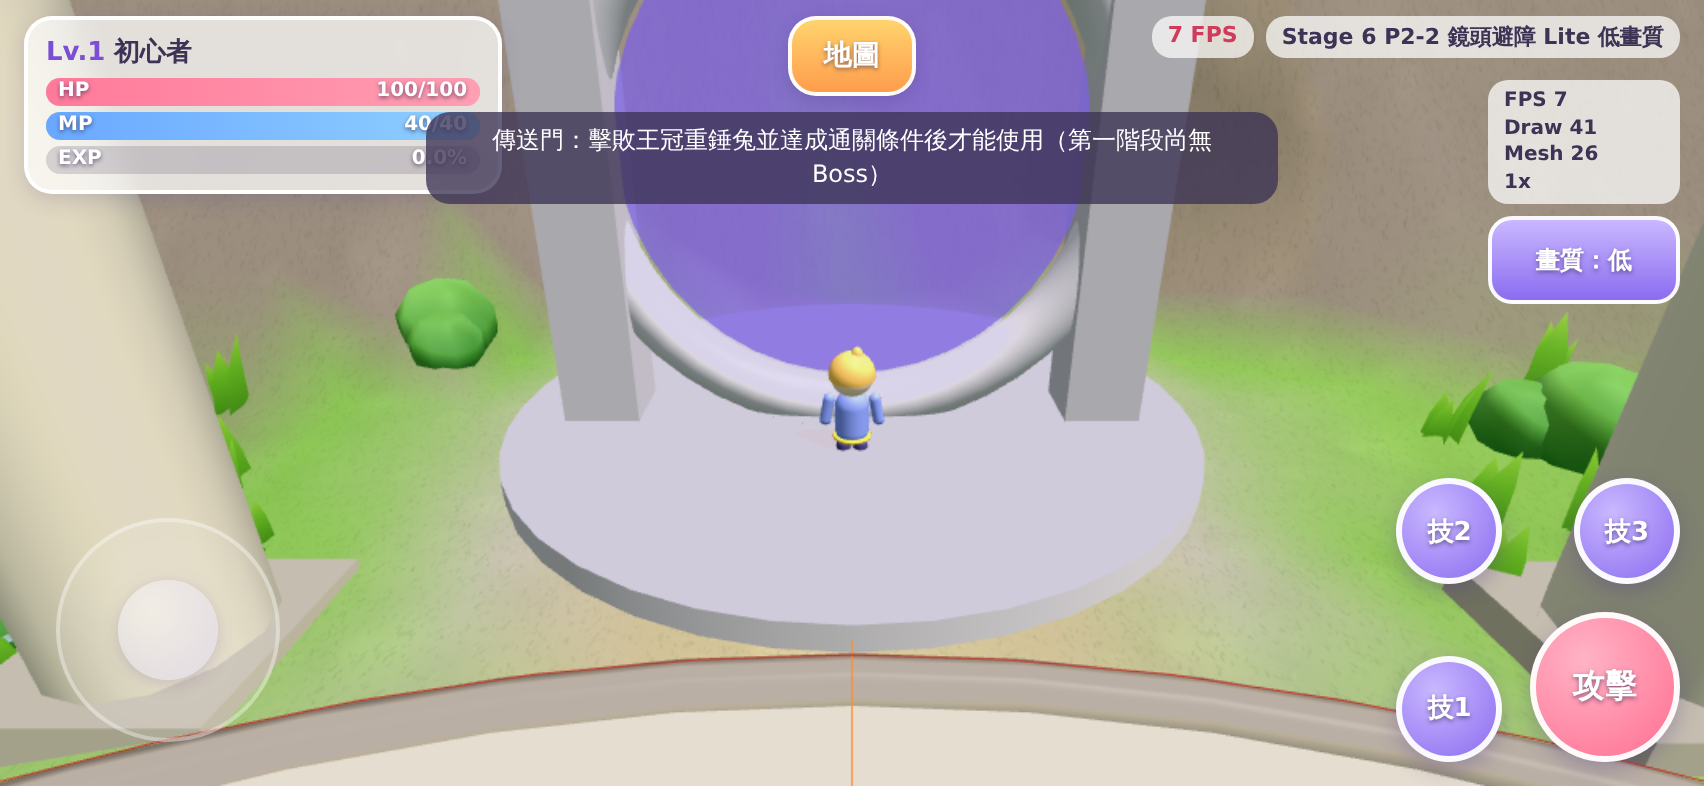 Lv.1 初心者
HP 100/100
MP 40/40
EXP 0.0%
地圖
7 FPS
Stage 6 P2-2 鏡頭避障 Lite 低畫質
FPS 7
Draw 41
Mesh 26
1x
畫質：低
傳送門：擊敗王冠重錘兔並達成通關條件後才能使用（第一階段尚無
Boss）
技2
技3
技1
攻擊